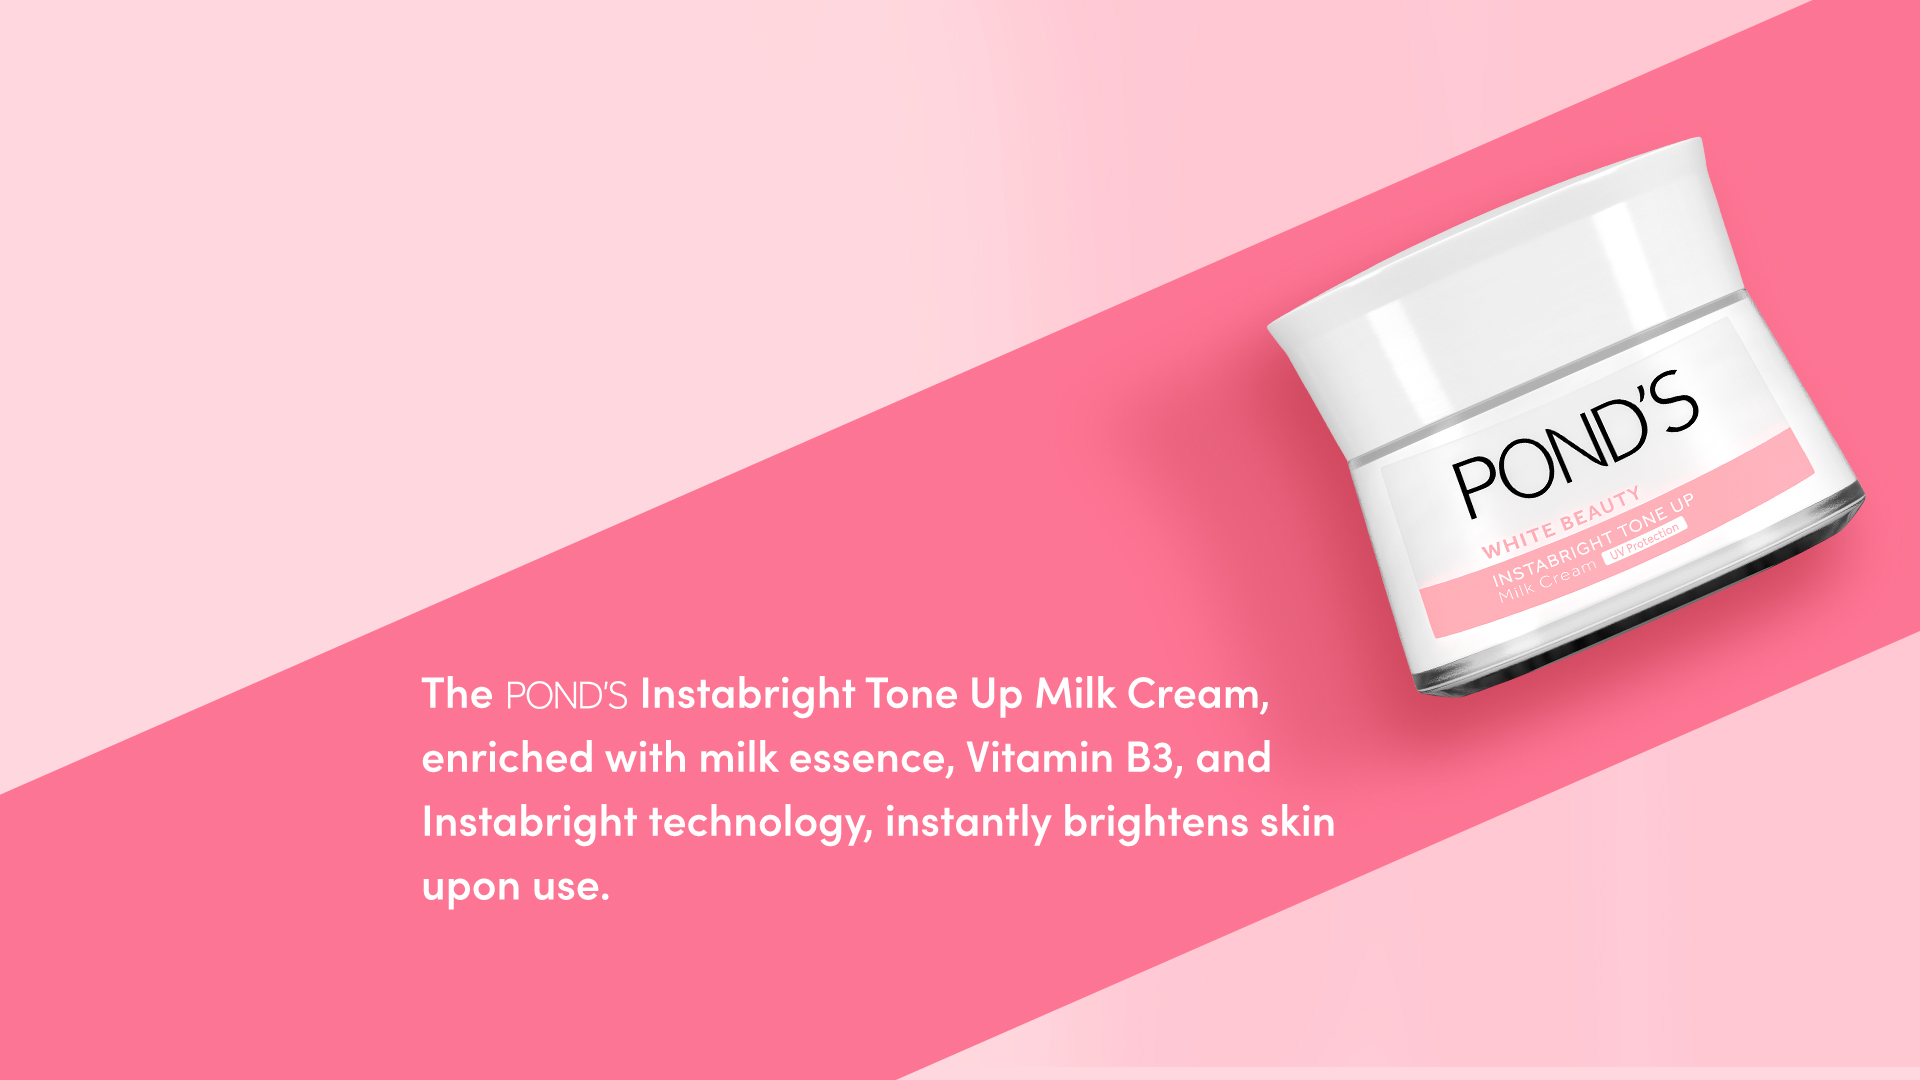 POND'S
WHITE BEAUTY
INSTABRIGHT TONE UP
Milk Cream UV Protection
The POND'S Instabright Tone Up Milk Cream,
enriched with milk essence, Vitamin B3, and
Instabright technology, instantly brightens skin
upon use.